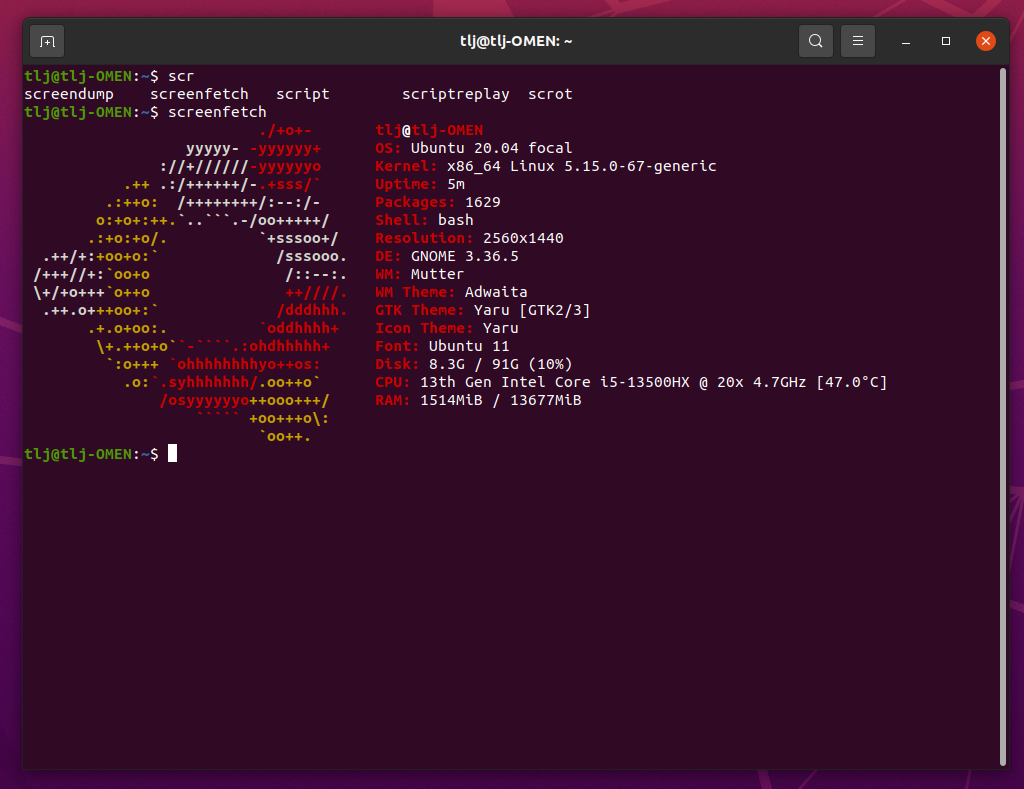 tlj@tlj-OMEN: ~
tlj@tlj-OMEN:~$ scr
screendump    screenfetch   script        scriptreplay  scrot
tlj@tlj-OMEN:~$ screenfetch
                          ./+o+-       tlj@tlj-OMEN
                  yyyyy- -yyyyyy+      OS: Ubuntu 20.04 focal
               ://+//////-yyyyyyo      Kernel: x86_64 Linux 5.15.0-67-generic
           .++ .:/++++++/-.+sss/`      Uptime: 5m
         .:++o:  /++++++++/:--:/-      Packages: 1629
        o:+o+:++.`..```.-/oo+++++/     Shell: bash
       .:+o:+o/.          `+sssoo+/    Resolution: 2560x1440
  .++/+:+oo+o:`             /sssooo.   DE: GNOME 3.36.5
 /+++//+:`oo+o               /::--:.   WM: Mutter
 \+/+o+++`o++o               ++////.   WM Theme: Adwaita
  .++.o+++oo+:`             /dddhhh.   GTK Theme: Yaru [GTK2/3]
       .+.o+oo:.          `oddhhhh+    Icon Theme: Yaru
        \+.++o+o``-````.:ohdhhhhh+     Font: Ubuntu 11
         `:o+++ `ohhhhhhhhyo++os:      Disk: 8.3G / 91G (10%)
           .o:`.syhhhhhhh/.oo++o`      CPU: 13th Gen Intel Core i5-13500HX @ 20x 4.7GHz [47.0°C]
               /osyyyyyyo++ooo+++/     RAM: 1514MiB / 13677MiB
                   ````` +oo+++o\:
                          `oo++.
tlj@tlj-OMEN:~$